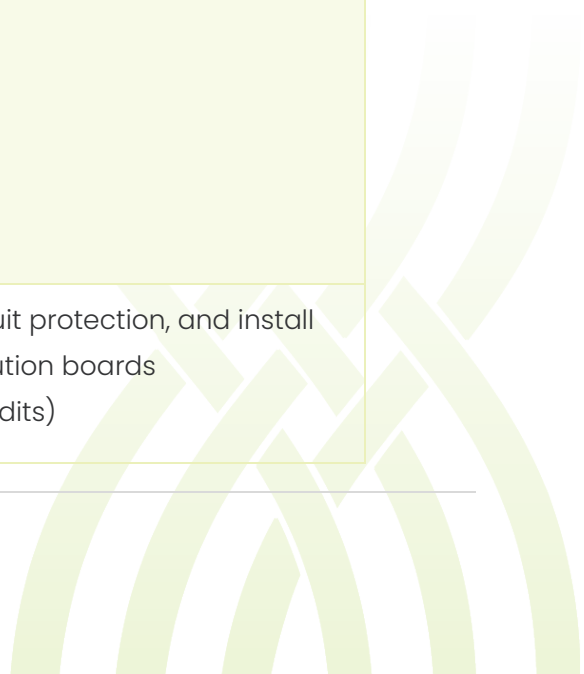 uit protection, and install
ution boards
dits)